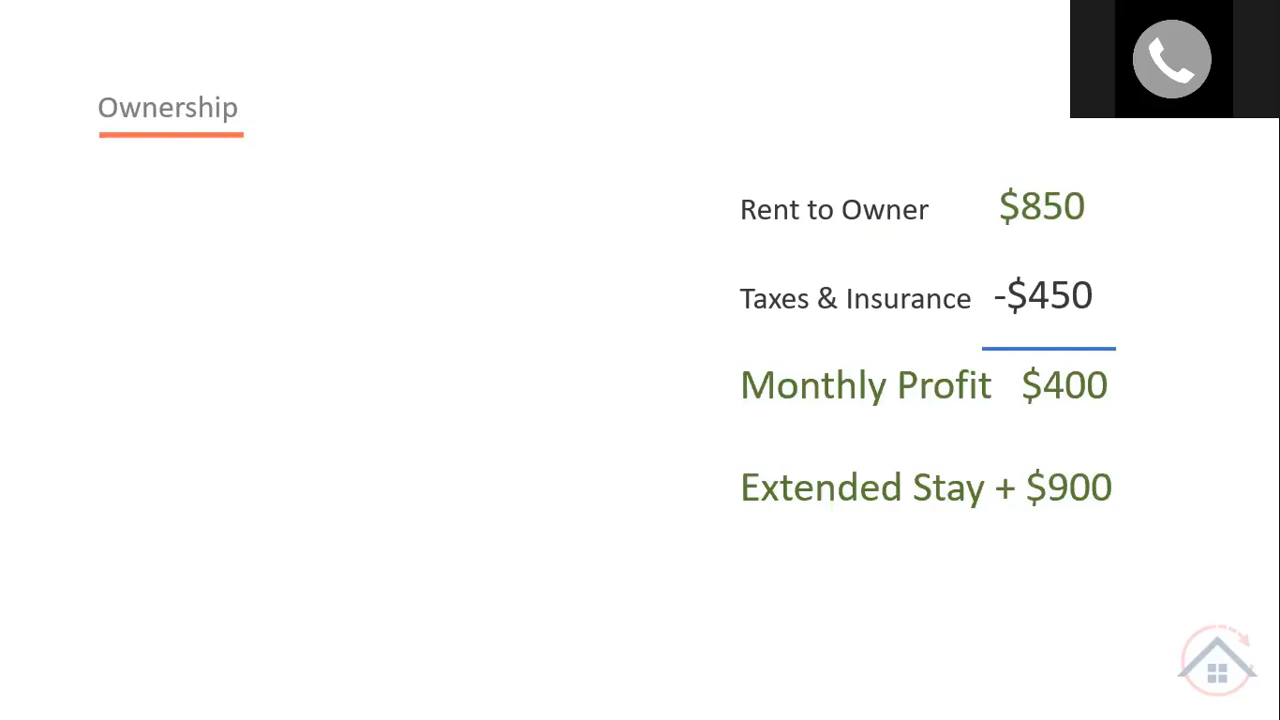 Ownership
Rent to Owner $850
Taxes & Insurance -$450
Monthly Profit $400
Extended Stay + $900